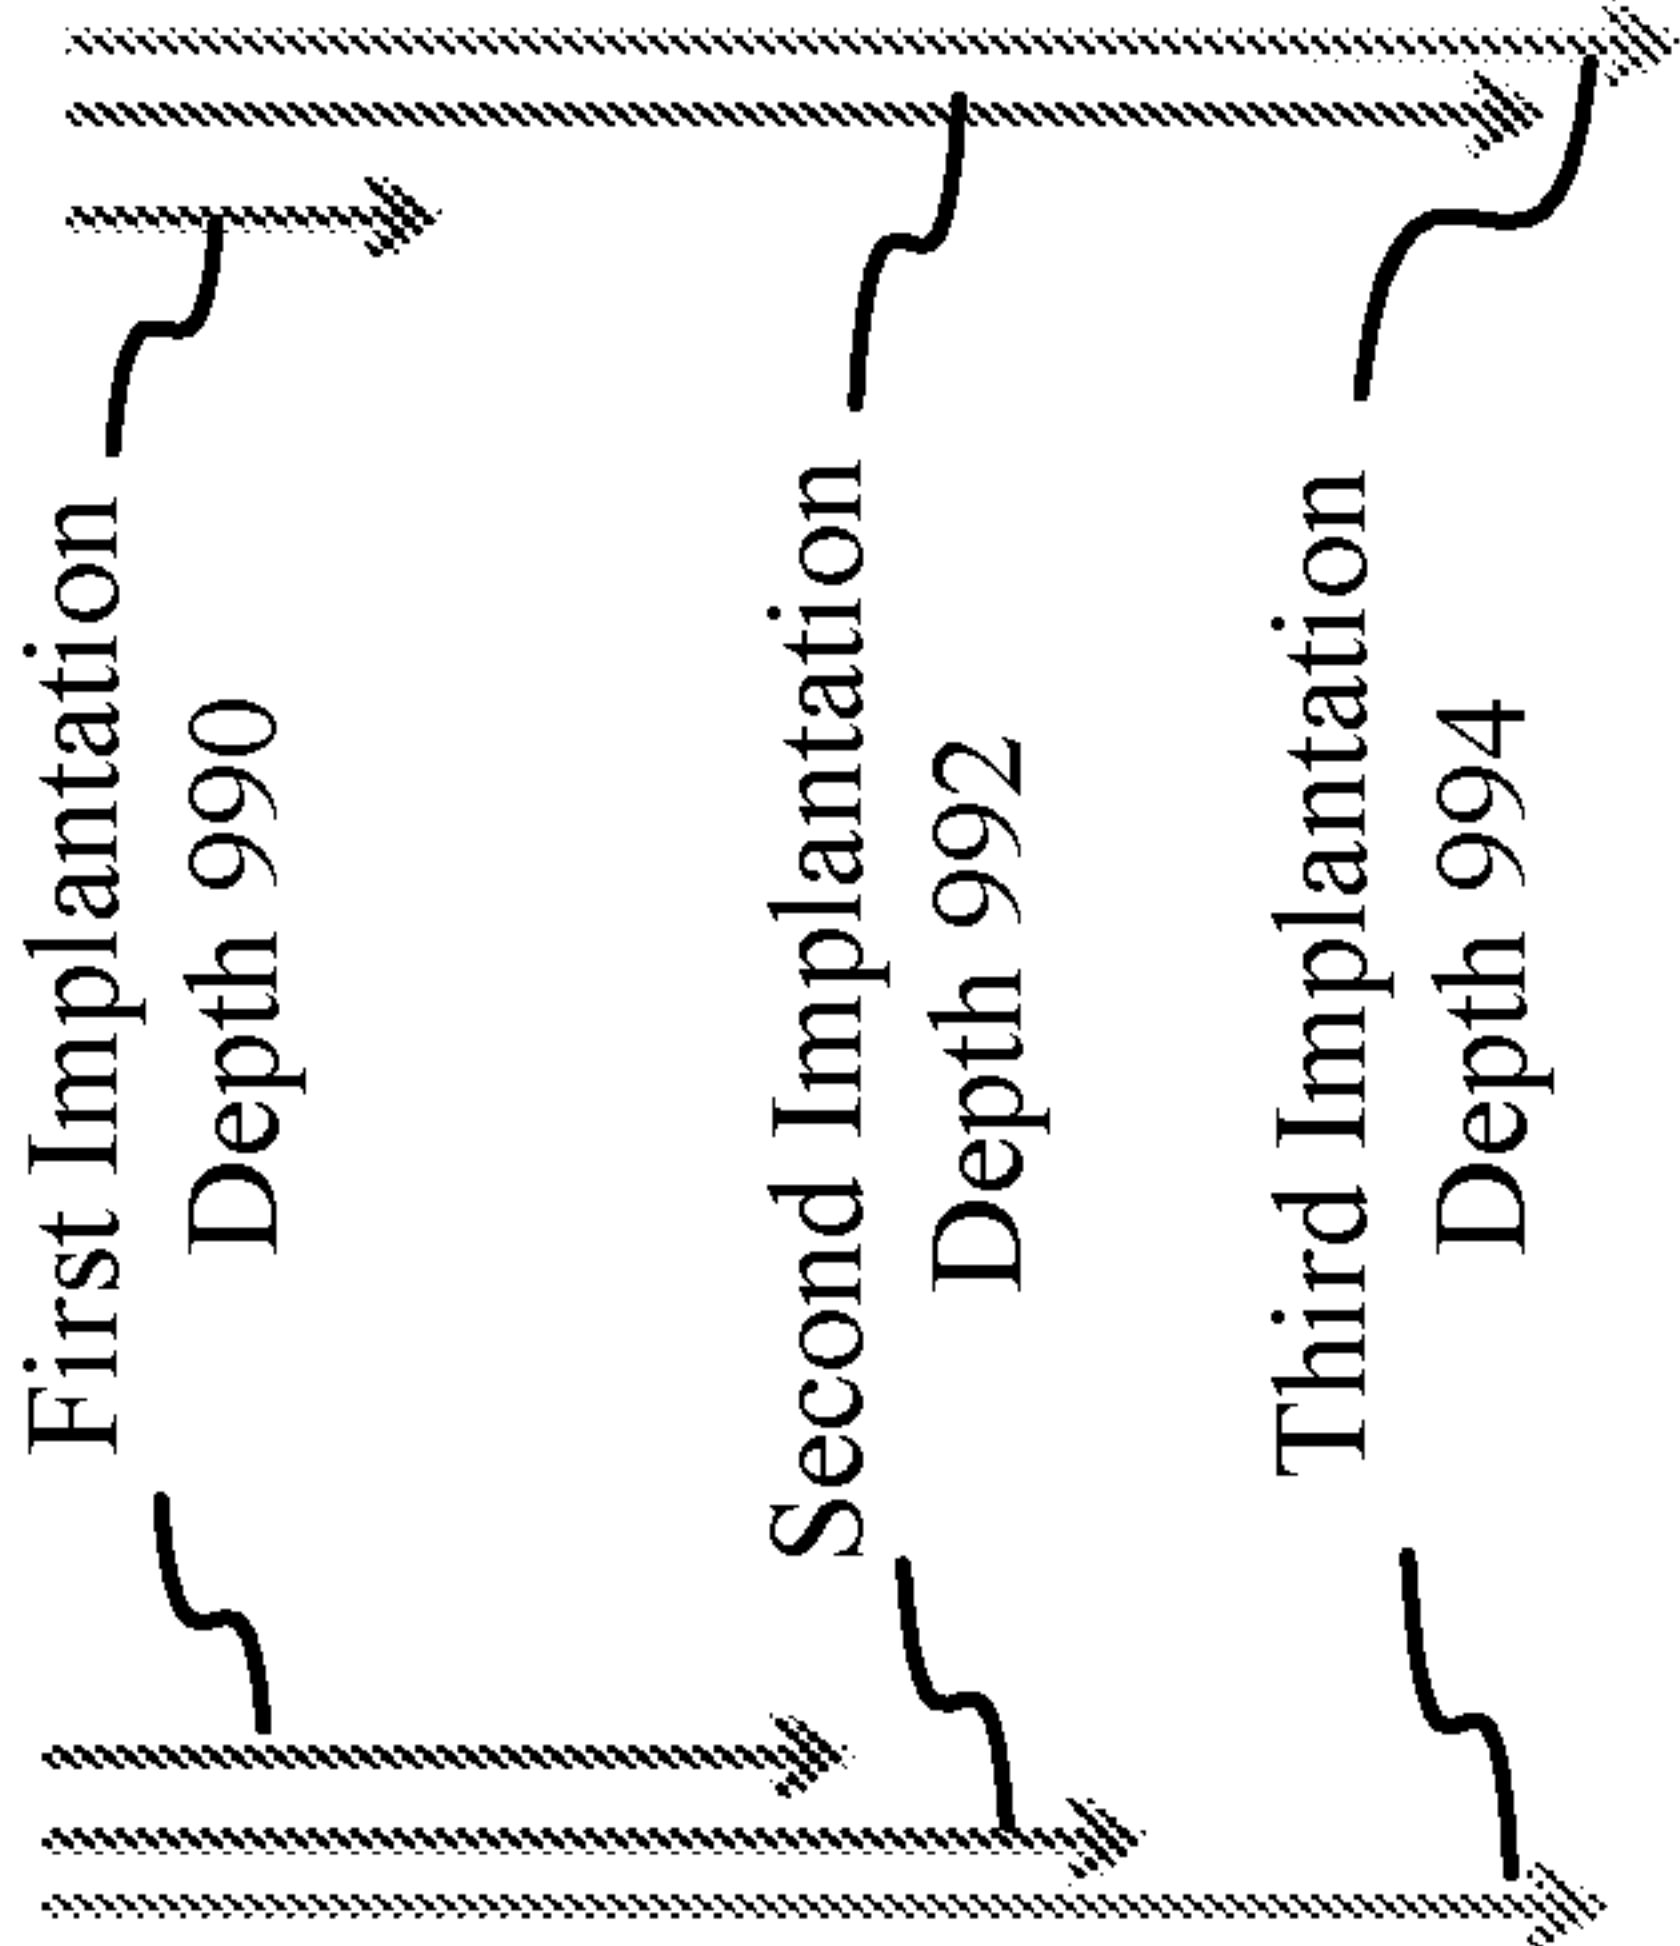 First Implantation
Depth 990
Second Implantation
Depth 992
Third Implantation
Depth 994